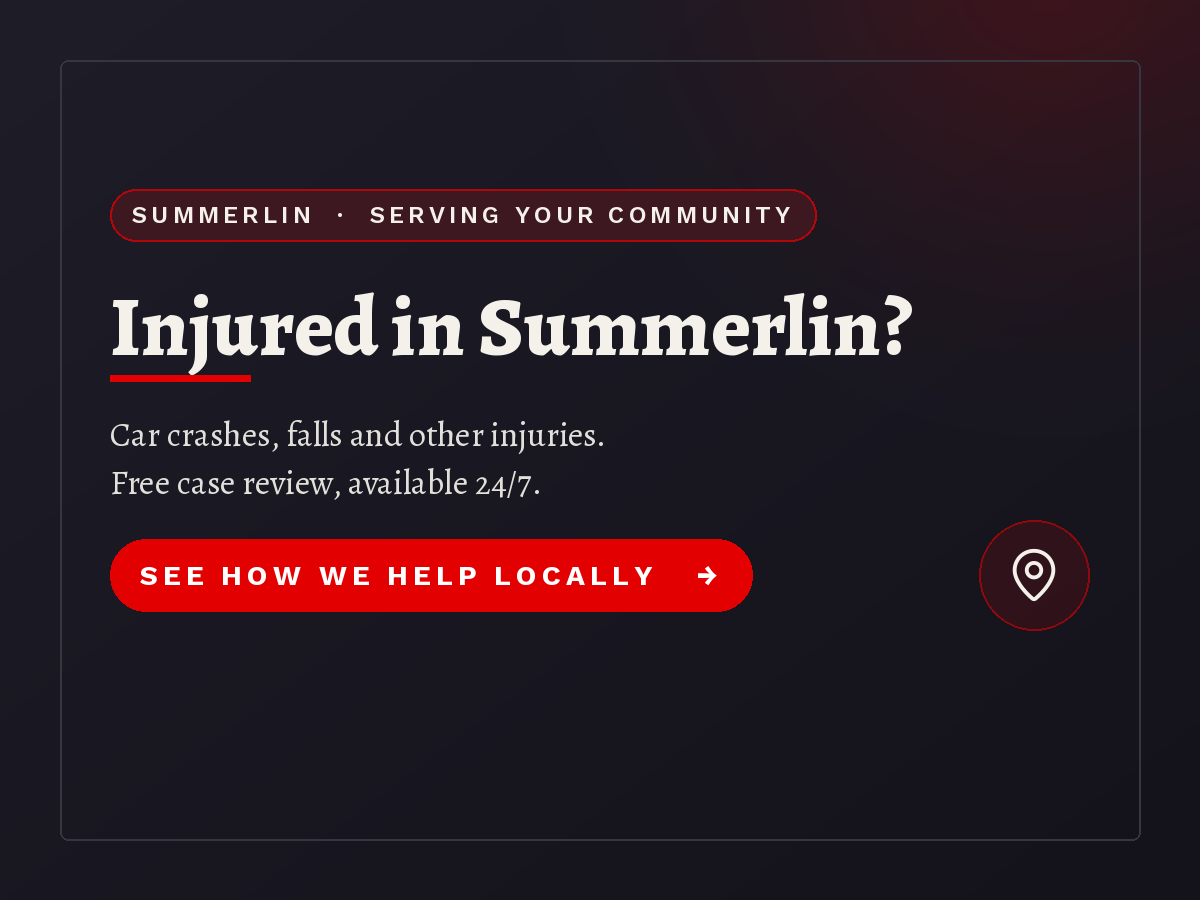 SUMMERLIN · SERVING YOUR COMMUNITY
Injured in Summerlin?
Car crashes, falls and other injuries.
Free case review, available 24/7.
SEE HOW WE HELP LOCALLY →